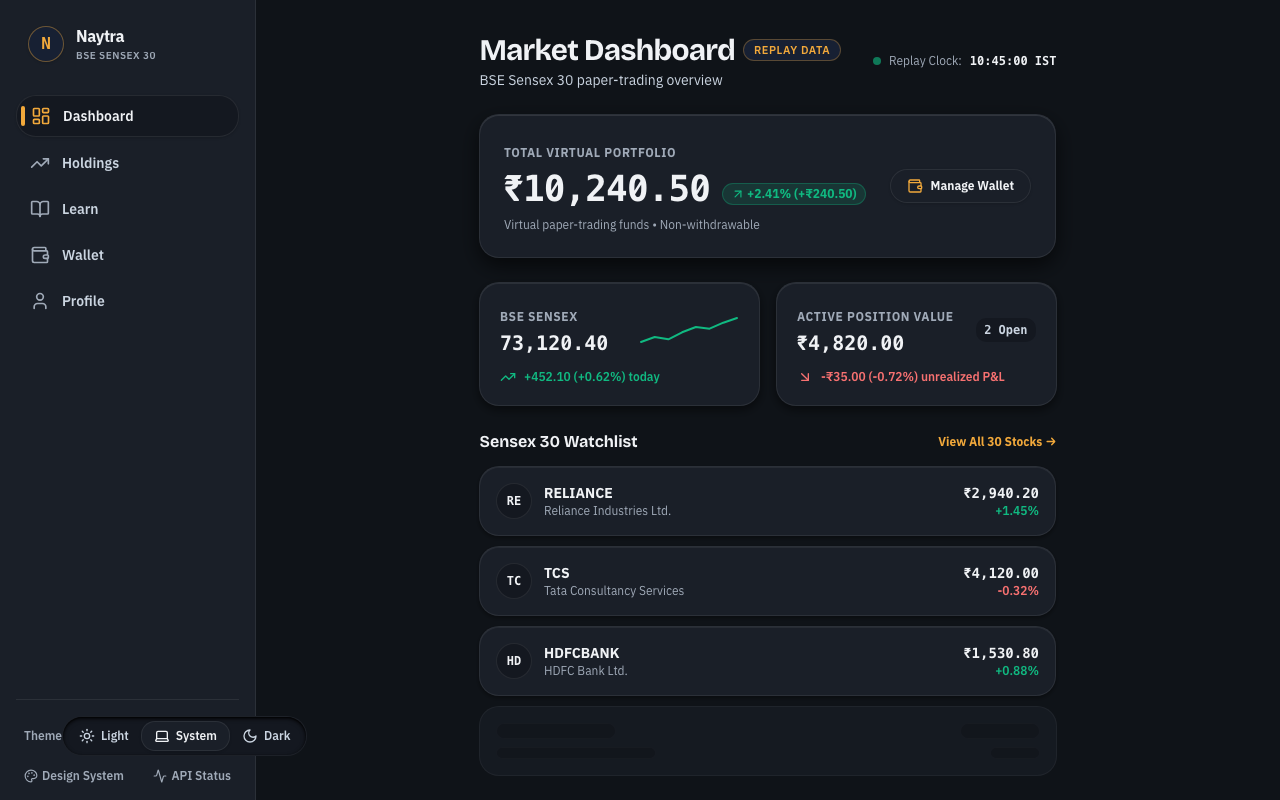 N
Naytra
BSE SENSEX 30
Dashboard
Holdings
Learn
Wallet
Profile
Theme
Light
System
Dark
Design System
API Status
Market Dashboard
REPLAY DATA
BSE Sensex 30 paper-trading overview
Replay Clock: 10:45:00 IST
TOTAL VIRTUAL PORTFOLIO
₹10,240.50
+2.41% (+₹240.50)
Virtual paper-trading funds • Non-withdrawable
Manage Wallet
BSE SENSEX
73,120.40
+452.10 (+0.62%) today
ACTIVE POSITION VALUE
₹4,820.00
2 Open
-₹35.00 (-0.72%) unrealized P&L
Sensex 30 Watchlist
View All 30 Stocks →
RE
RELIANCE
Reliance Industries Ltd.
₹2,940.20
+1.45%
TC
TCS
Tata Consultancy Services
₹4,120.00
-0.32%
HD
HDFCBANK
HDFC Bank Ltd.
₹1,530.80
+0.88%